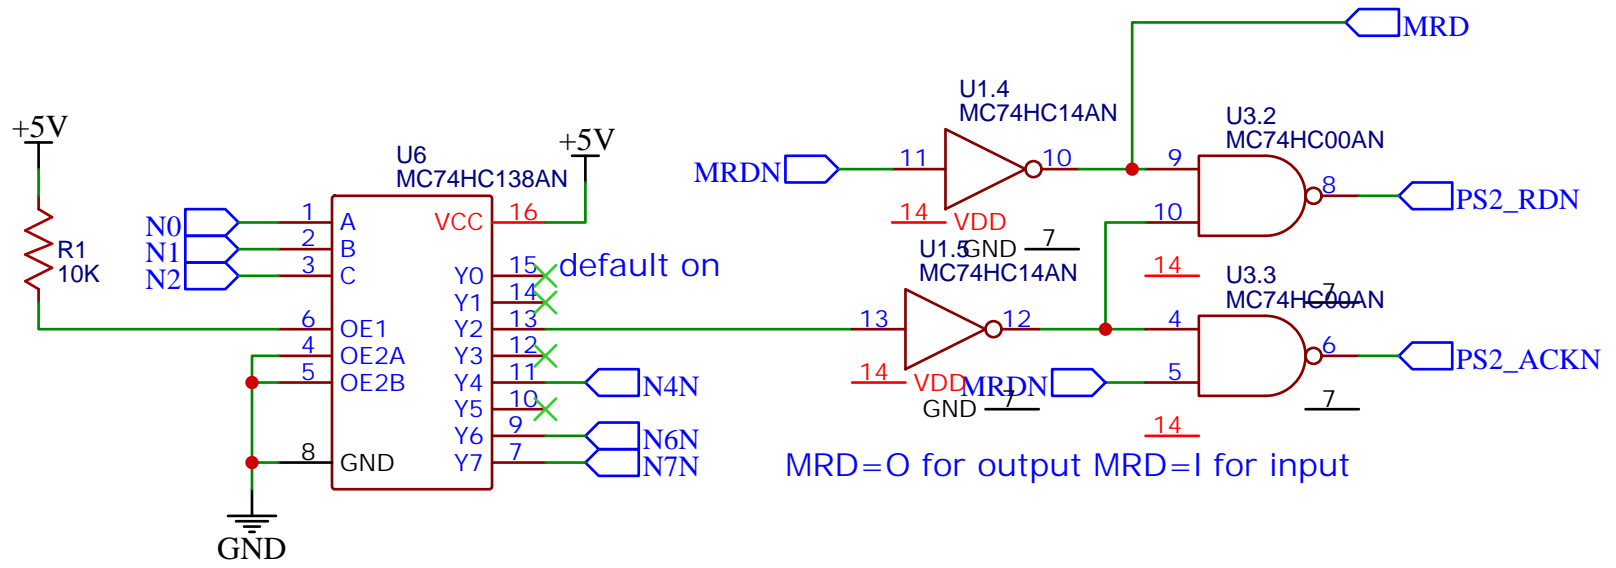 MRD
U1.4
MC74HC14AN
U3.2
MC74HC00AN
+5V
+5V
U6
MC74HC138AN
MRDN
11
10
9
8
PS2_RDN
10
14 VDD
GND 7
N0
1
A
VCC
16
N1
2
B
N2
3
C
R1
10K
Y0
15
default on
Y1
14
U1.5
MC74HC14AN
14
U3.3
MC74HC00AN
7
6
OE1
Y2
13
13
12
4
4
OE2A
Y3
12
6
PS2_ACKN
5
OE2B
Y4
11
N4N
14 VDD
MRDN
5
Y5
10
GND 7
7
Y6
9
N6N
14
8
GND
Y7
7
N7N
MRD=O for output MRD=I for input
GND